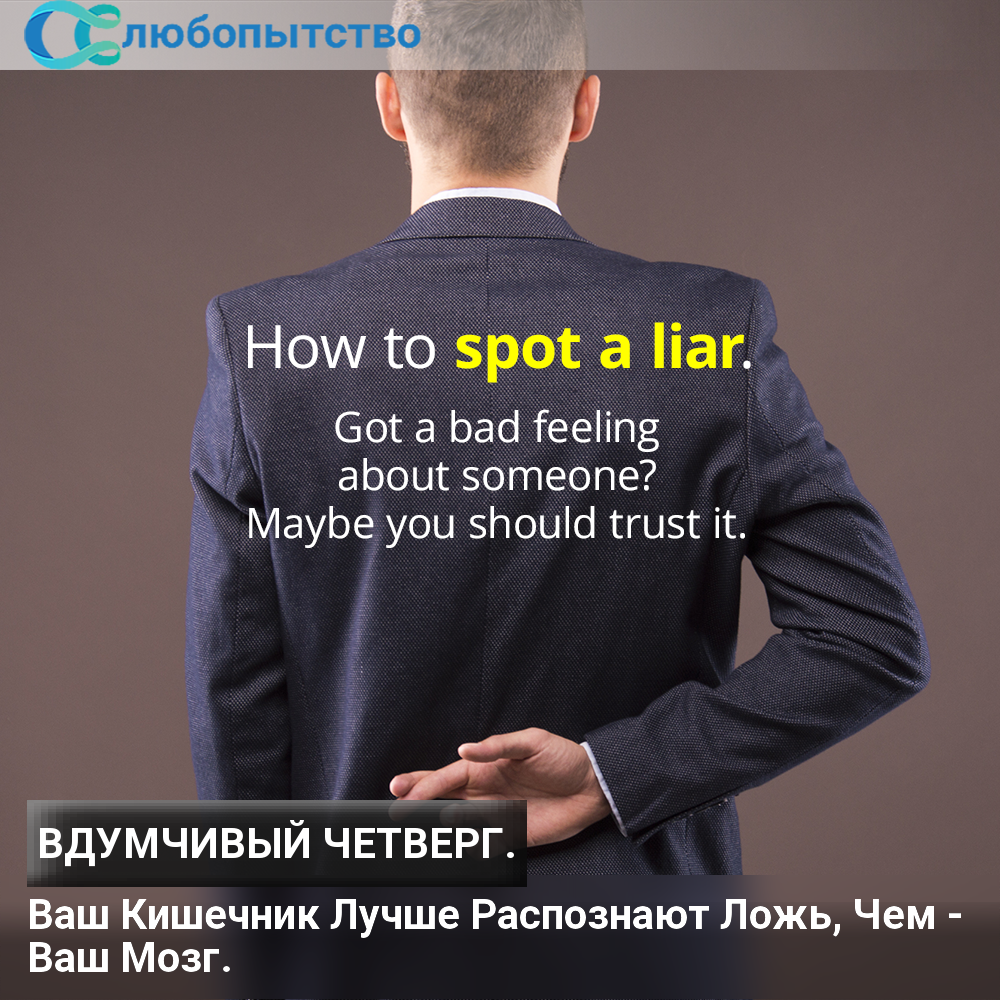 любопытство
How to spot a liar.
Got a bad feeling
about someone?
Maybe you should trust it.
ВДУМЧИВЫЙ ЧЕТВЕРГ.
Ваш Кишечник Лучше Распознают Ложь, Чем -
Ваш Мозг.